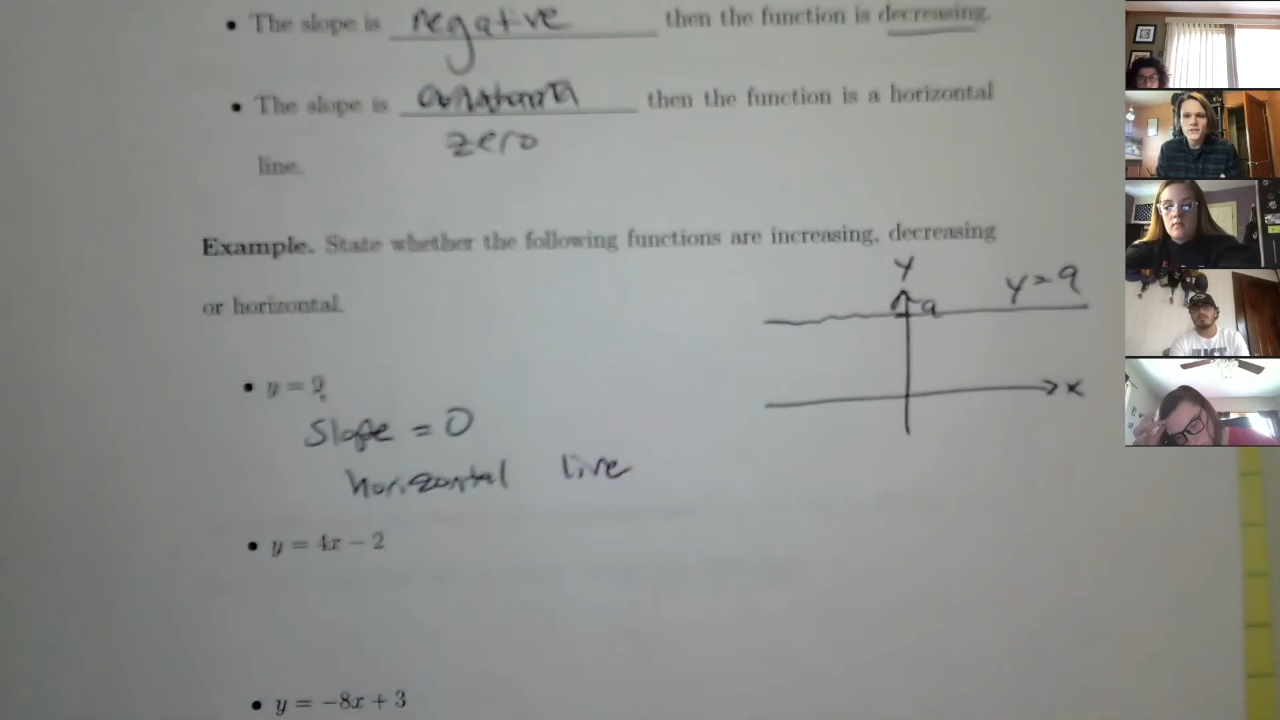 • The slope is negative then the function is decreasing.
• The slope is constant then the function is a horizontal
zero
line.
Example. State whether the following functions are increasing, decreasing
or horizontal.
y
y = 9
9
x
• y = 9
Slope = 0
horizontal line
• y = 4x − 2
• y = −8x + 3